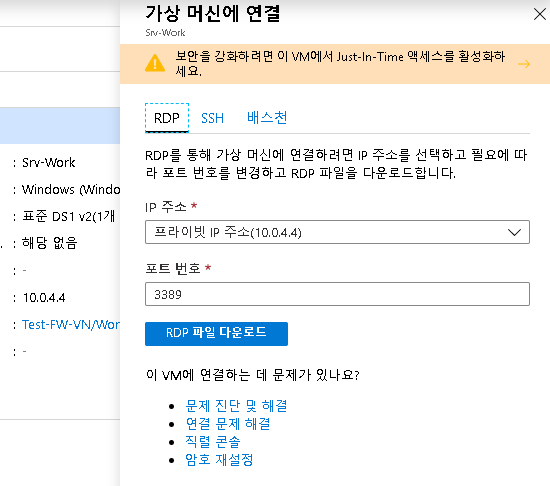 가상 머신에 연결
Srv-Work
보안을 강화하려면 이 VM에서 Just-In-Time 액세스를 활성화하
세요.
RDP SSH 배스천
RDP를 통해 가상 머신에 연결하려면 IP 주소를 선택하고 필요에 따
라 포트 번호를 변경하고 RDP 파일을 다운로드합니다.
IP 주소 *
프라이빗 IP 주소(10.0.4.4)
포트 번호 *
3389
RDP 파일 다운로드
이 VM에 연결하는 데 문제가 있나요?
• 문제 진단 및 해결
• 연결 문제 해결
• 직렬 콘솔
• 암호 재설정
: Srv-Work
: Windows (Windo
: 표준 DS1 v2(1개
: 해당 없음
: -
: 10.0.4.4
: Test-FW-VN/Wor
: -